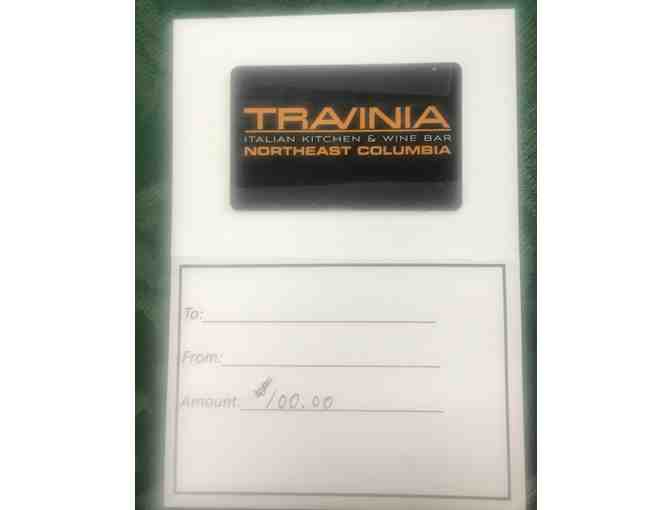 TRAVINIA
ITALIAN KITCHEN & WINE BAR
NORTHEAST COLUMBIA
To:
From:
Amount: $100.00